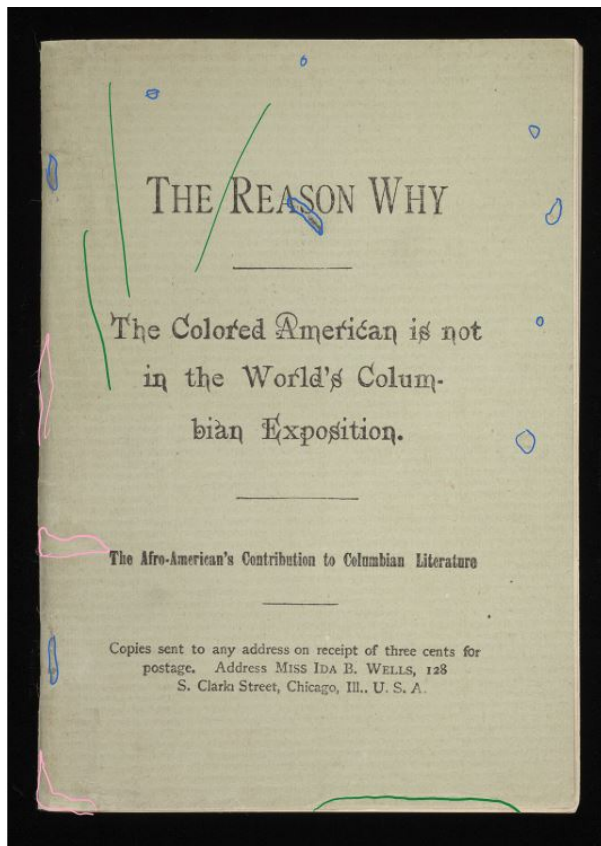 THE REASON WHY
The Colored American is not
in the World's Colum-
bian Exposition.
The Afro-American's Contribution to Columbian Literature
Copies sent to any address on receipt of three cents for
postage. Address MISS IDA B. WELLS, 128
S. Clark Street, Chicago, Ill., U. S. A.